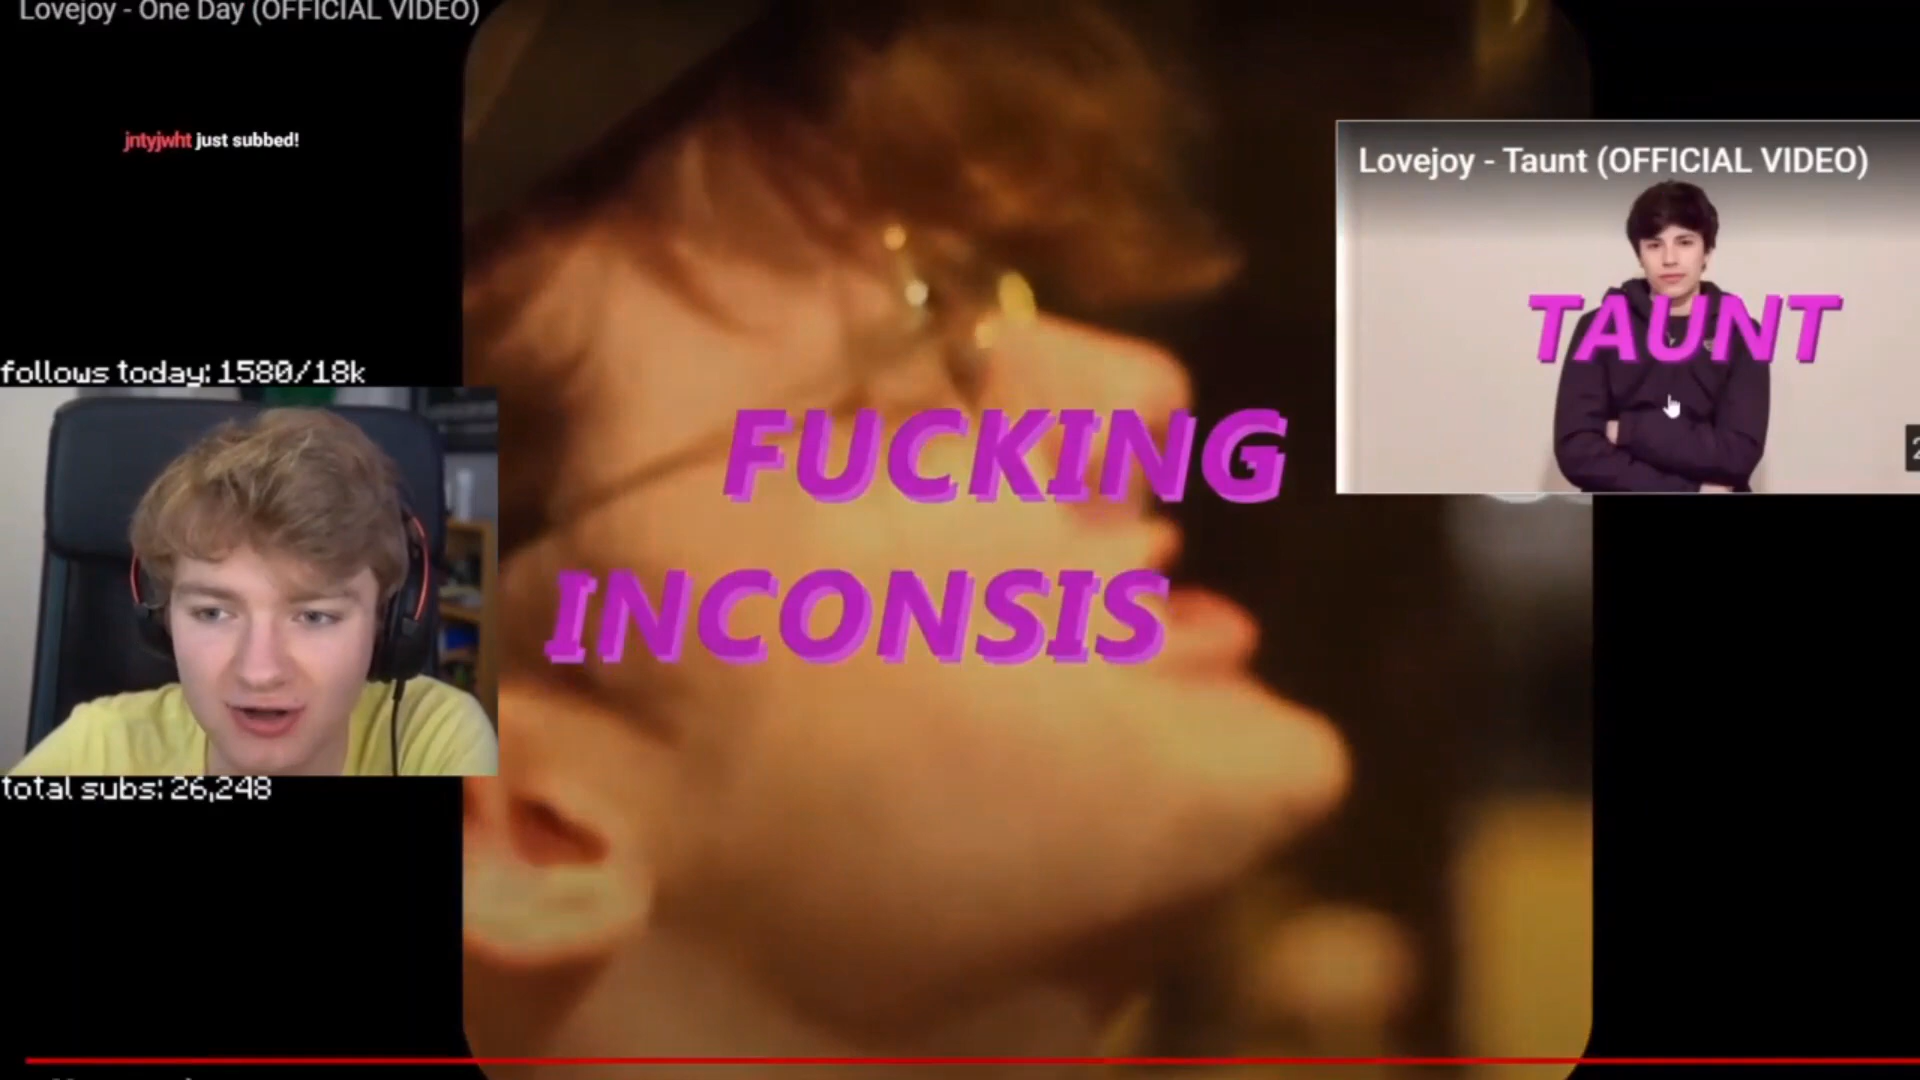 Lovejoy - One Day (OFFICIAL VIDEO)
jntyjwht just subbed!
Lovejoy - Taunt (OFFICIAL VIDEO)
TAUNT
follows today: 1580/18k
FUCKING
INCONSIS
total subs: 26,248